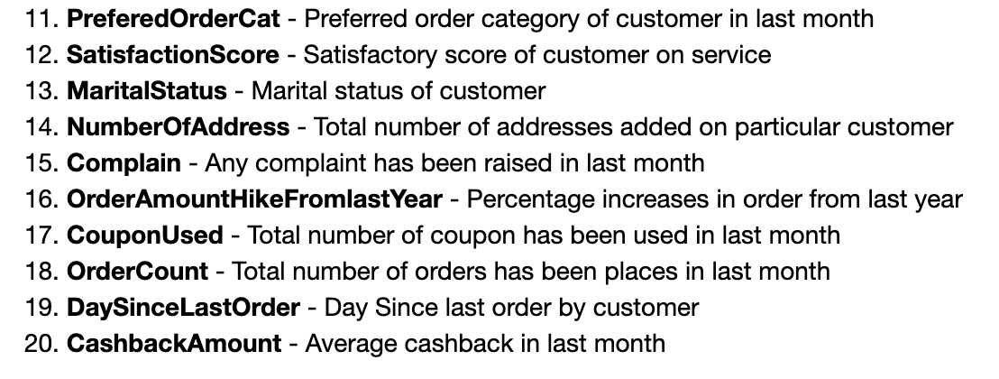 11. PreferedOrderCat - Preferred order category of customer in last month
12. SatisfactionScore - Satisfactory score of customer on service
13. MaritalStatus - Marital status of customer
14. NumberOfAddress - Total number of addresses added on particular customer
15. Complain - Any complaint has been raised in last month
16. OrderAmountHikeFromlastYear - Percentage increases in order from last year
17. CouponUsed - Total number of coupon has been used in last month
18. OrderCount - Total number of orders has been places in last month
19. DaySinceLastOrder - Day Since last order by customer
20. CashbackAmount - Average cashback in last month